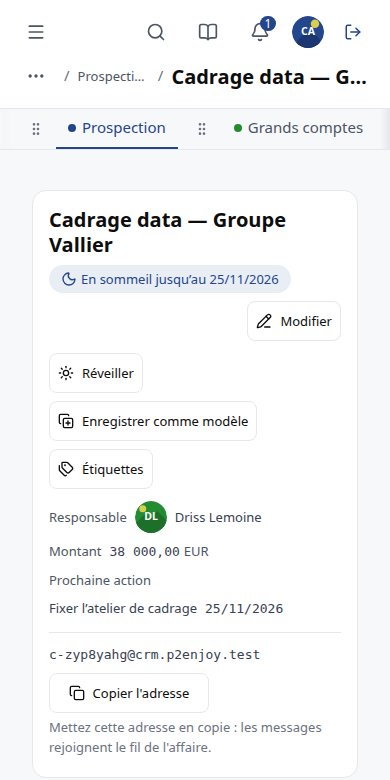 1
CA
/ Prospecti... / Cadrage data — G...
Prospection
Grands comptes
Cadrage data — Groupe
Vallier
En sommeil jusqu'au 25/11/2026
Modifier
Réveiller
Enregistrer comme modèle
Étiquettes
Responsable DL Driss Lemoine
Montant 38 000,00 EUR
Prochaine action
Fixer l'atelier de cadrage 25/11/2026
c-zyp8yahg@crm.p2enjoy.test
Copier l'adresse
Mettez cette adresse en copie : les messages
rejoignent le fil de l'affaire.